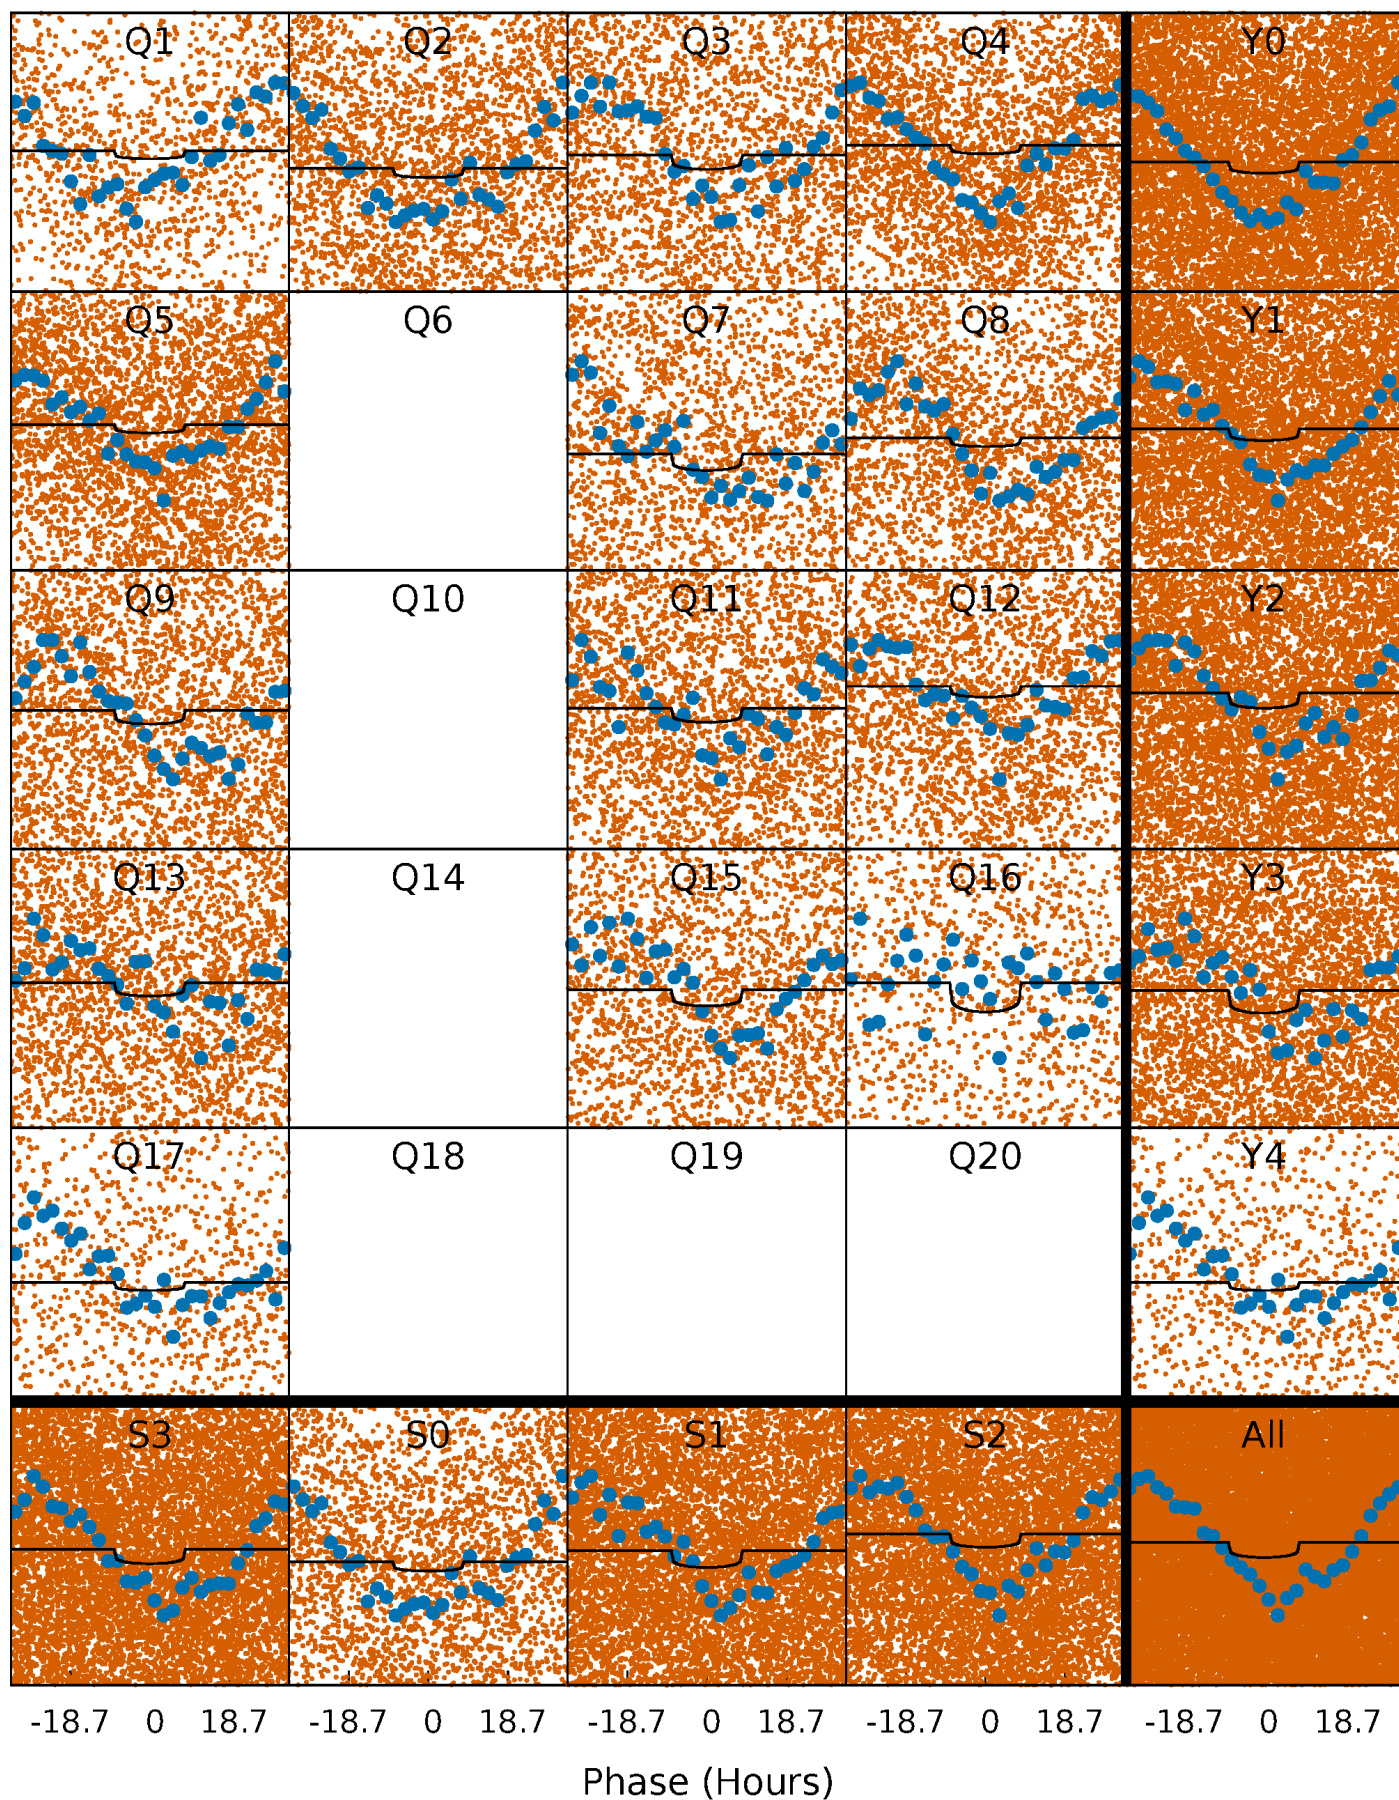 Q1 Q2 Q3 Q4 Y0
Q5 Q6 Q7 Q8 Y1
Q9 Q10 Q11 Q12 Y2
Q13 Q14 Q15 Q16 Y3
Q17 Q18 Q19 Q20 Y4
S3 S0 S1 S2 All
-18.7 0 18.7 -18.7 0 18.7 -18.7 0 18.7 -18.7 0 18.7 -18.7 0 18.7
Phase (Hours)